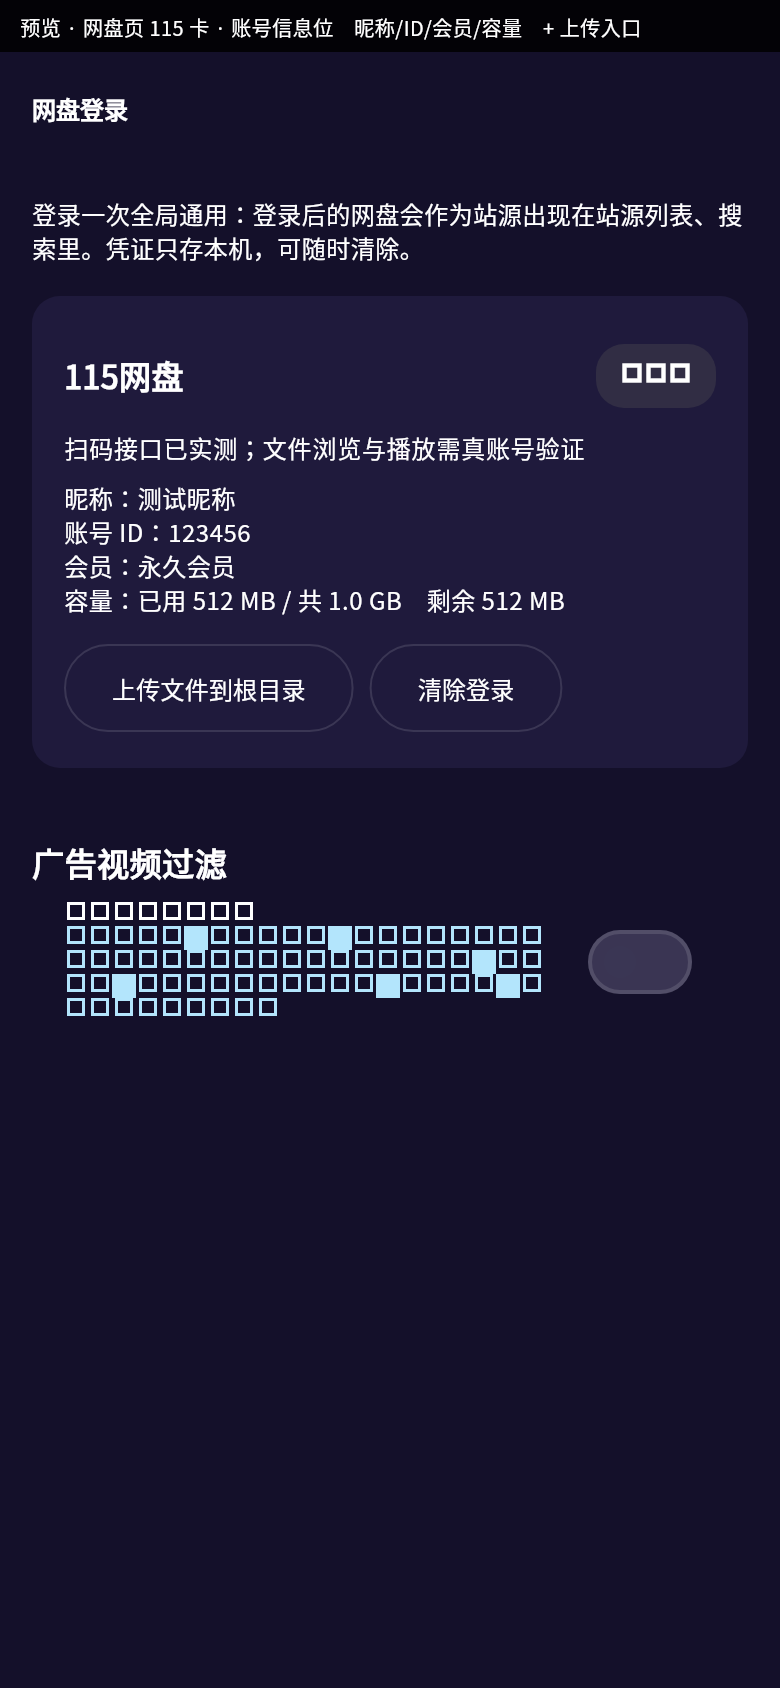 预览 · 网盘页 115 卡 · 账号信息位　昵称/ID/会员/容量　+ 上传入口
网盘登录
登录一次全局通用：登录后的网盘会作为站源出现在站源列表、搜
索里。凭证只存本机，可随时清除。
115网盘
扫码接口已实测；文件浏览与播放需真账号验证
昵称：测试昵称
账号 ID：123456
会员：永久会员
容量：已用 512 MB / 共 1.0 GB　剩余 512 MB
上传文件到根目录
清除登录
广告视频过滤